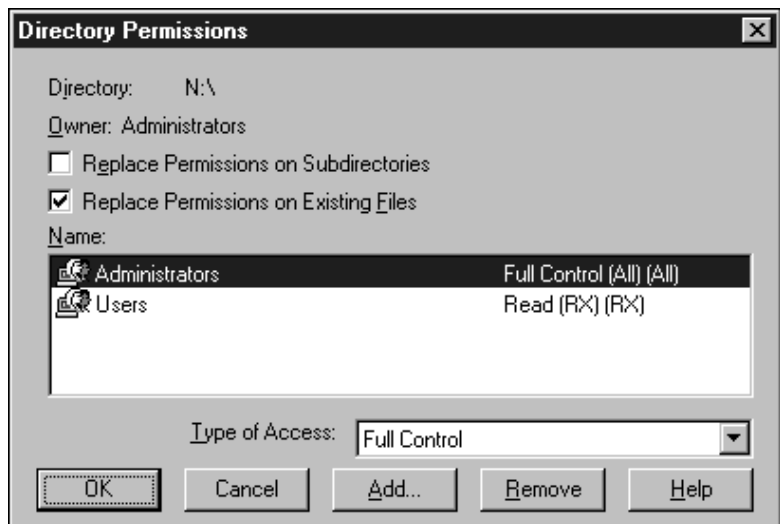 Directory Permissions
Directory: N:\
Owner: Administrators
Replace Permissions on Subdirectories
Replace Permissions on Existing Files
Name:
Administrators Full Control (All) (All)
Users Read (RX) (RX)
Type of Access: Full Control
OK Cancel Add... Remove Help